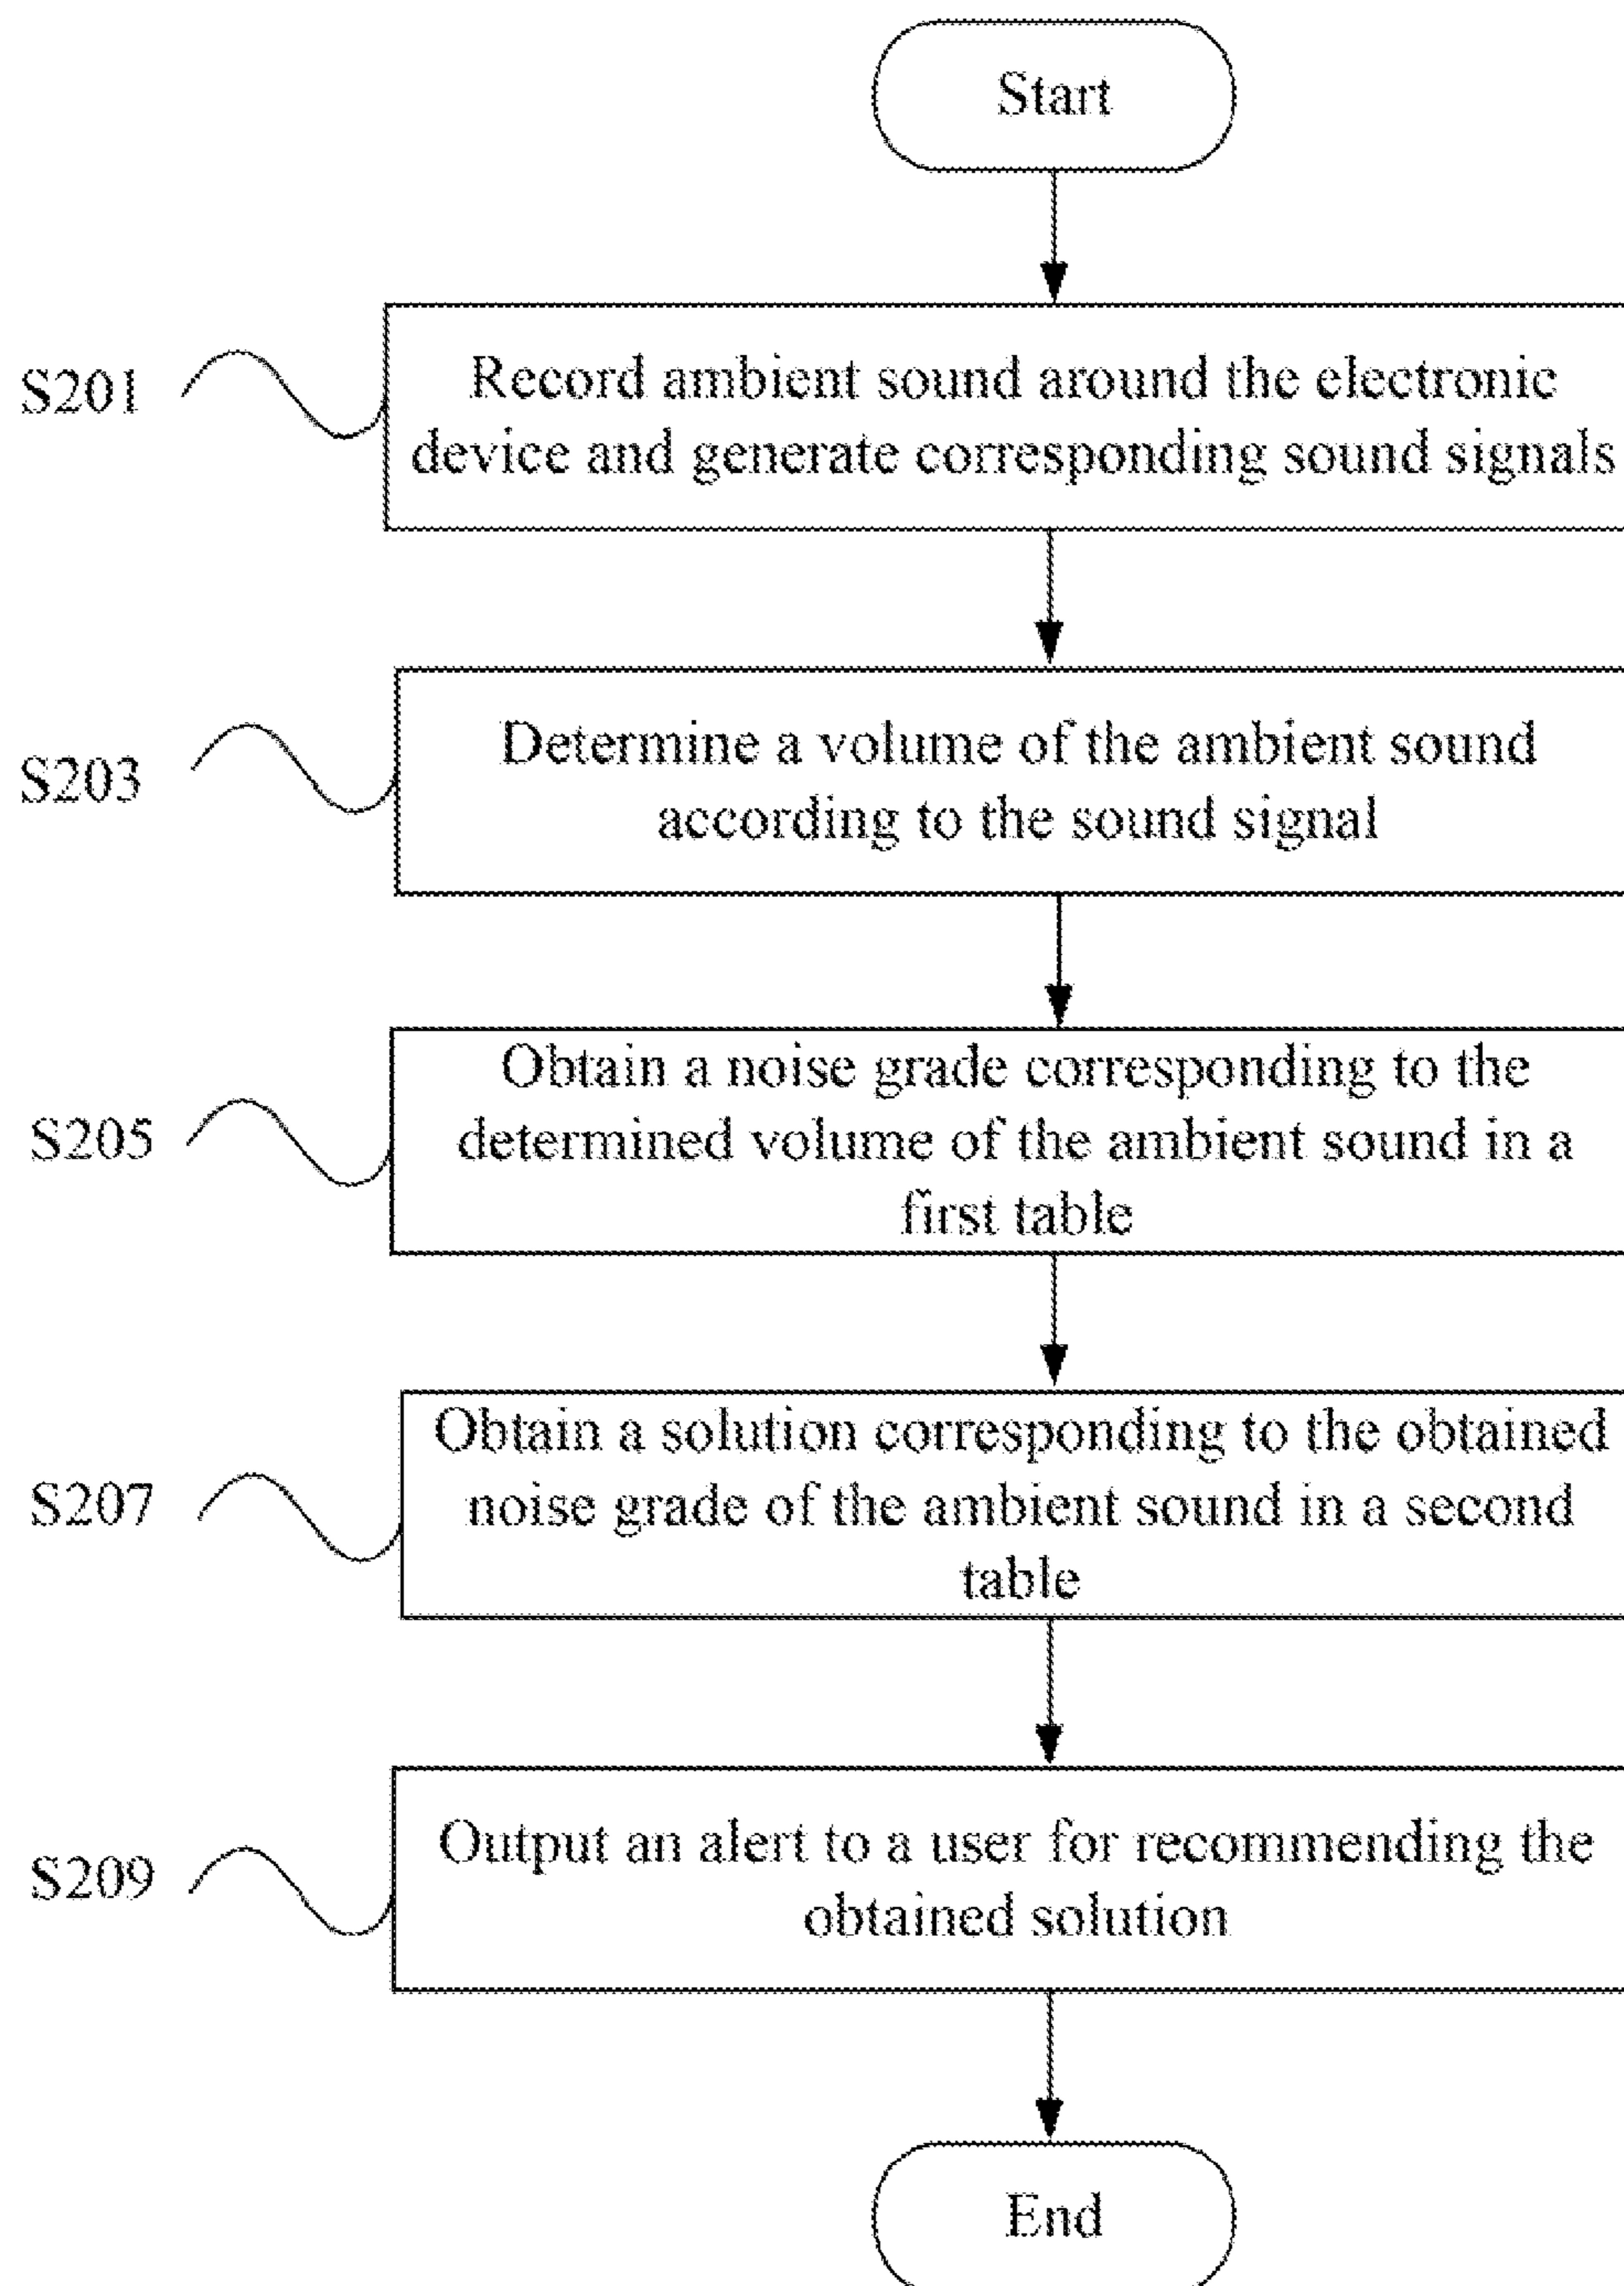 Start
S201
Record ambient sound around the electronic
device and generate corresponding sound signals
S203
Determine a volume of the ambient sound
according to the sound signal
S205
Obtain a noise grade corresponding to the
determined volume of the ambient sound in a
first table
S207
Obtain a solution corresponding to the obtained
noise grade of the ambient sound in a second
table
S209
Output an alert to a user for recommending the
obtained solution
End